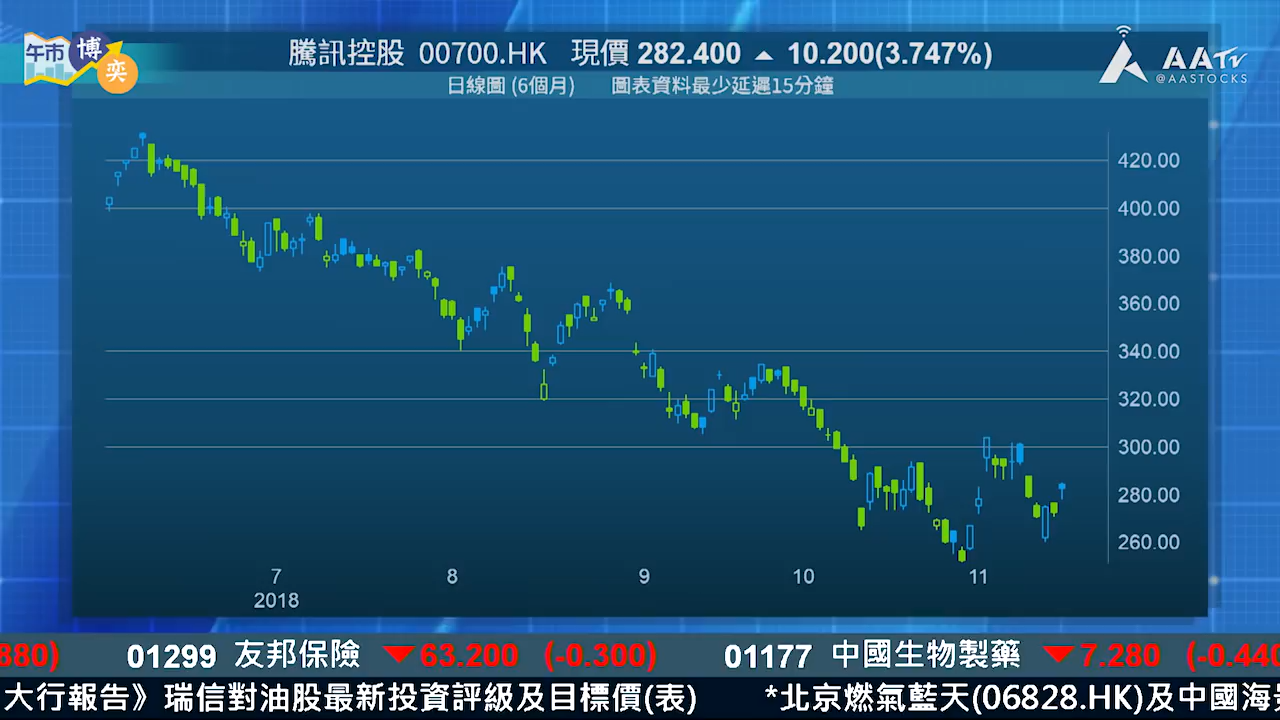 午市博奕
騰訊控股 00700.HK 現價 282.400 ▲ 10.200(3.747%)
日線圖 (6個月) 圖表資料最少延遲15分鐘
AATV
@AASTOCKS
420.00
400.00
380.00
360.00
340.00
320.00
300.00
280.00
260.00
7 8 9 10 11
2018
880) 01299 友邦保險 ▼63.200 (-0.300) 01177 中國生物製藥 ▼7.280 (-0.440
大行報告》瑞信對油股最新投資評級及目標價(表) *北京燃氣藍天(06828.HK)及中國海